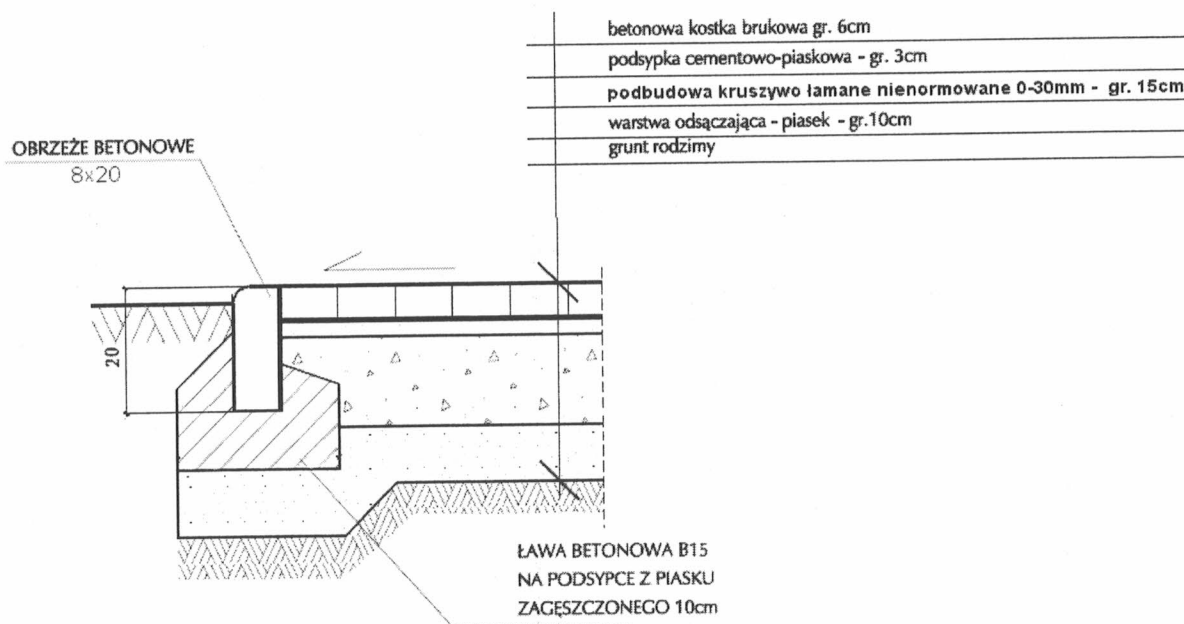 betonowa kostka brukowa gr. 6cm
podsypka cementowo-piaskowa - gr. 3cm
podbudowa kruszywo łamane nienormowane 0-30mm - gr. 15cm
warstwa odsączająca - piasek - gr.10cm
grunt rodzimy
OBRZEŻE BETONOWE
8x20
20
ŁAWA BETONOWA B15
NA PODSYPCE Z PIASKU
ZAGĘSZCZONEGO 10cm